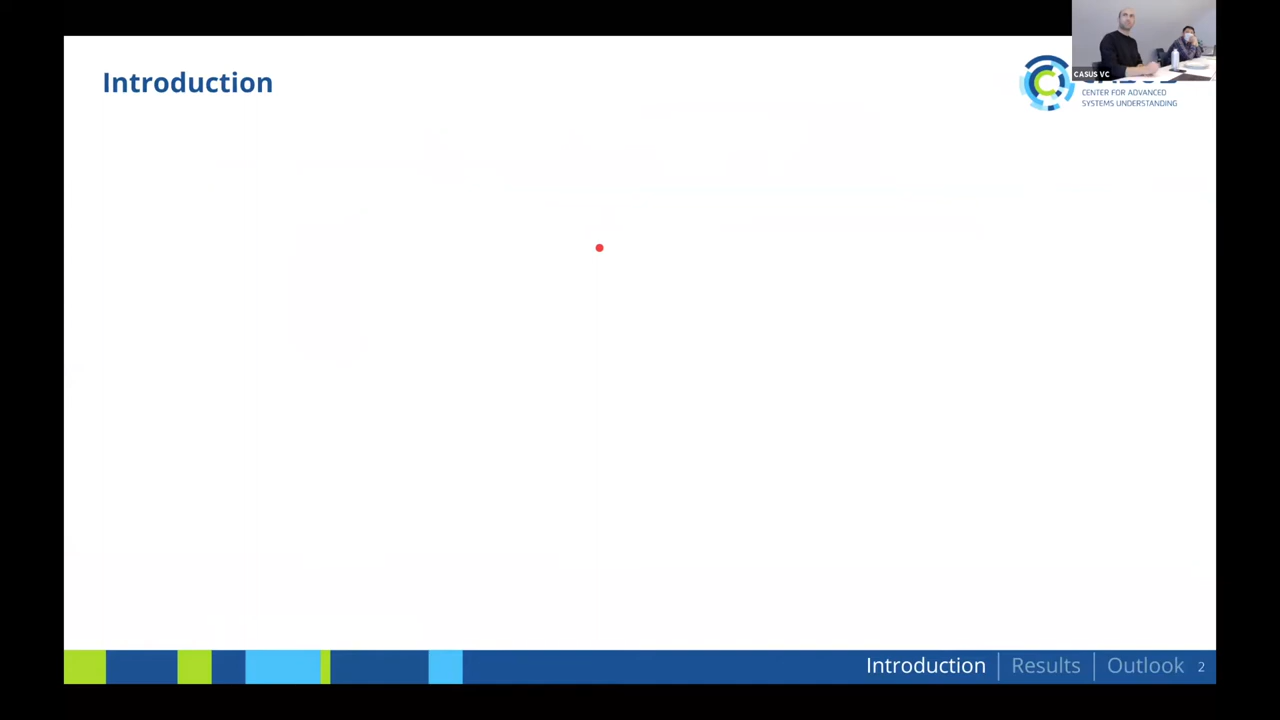 Introduction
CASUS VC
CENTER FOR ADVANCED
SYSTEMS UNDERSTANDING
Introduction | Results | Outlook 2